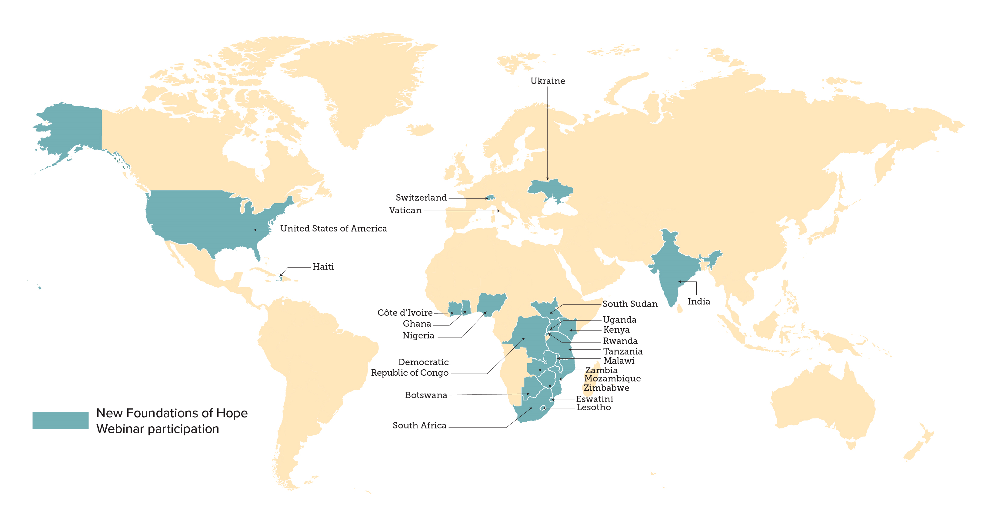 Ukraine
Switzerland
Vatican
United States of America
Haiti
India
South Sudan
Côte d’Ivoire
Uganda
Ghana
Kenya
Nigeria
Rwanda
Tanzania
Malawi
Democratic
Republic of Congo
Zambia
Mozambique
Zimbabwe
Botswana
Eswatini
Lesotho
South Africa
New Foundations of Hope
Webinar participation